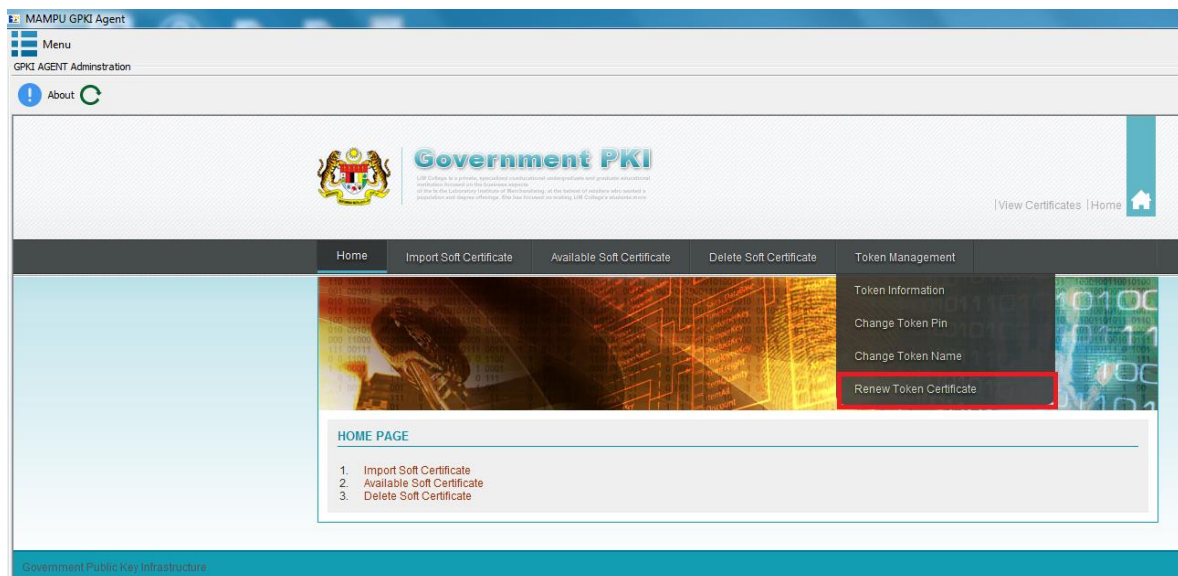 MAMPU GPKI Agent
Menu
GPKI AGENT Adminstration
About
Government PKI
|View Certificates |Home
Home Import Soft Certificate Available Soft Certificate Delete Soft Certificate Token Management
Token Information
Change Token Pin
Change Token Name
Renew Token Certificate
HOME PAGE
1. Import Soft Certificate
2. Available Soft Certificate
3. Delete Soft Certificate
Government Public Key Infrastructure